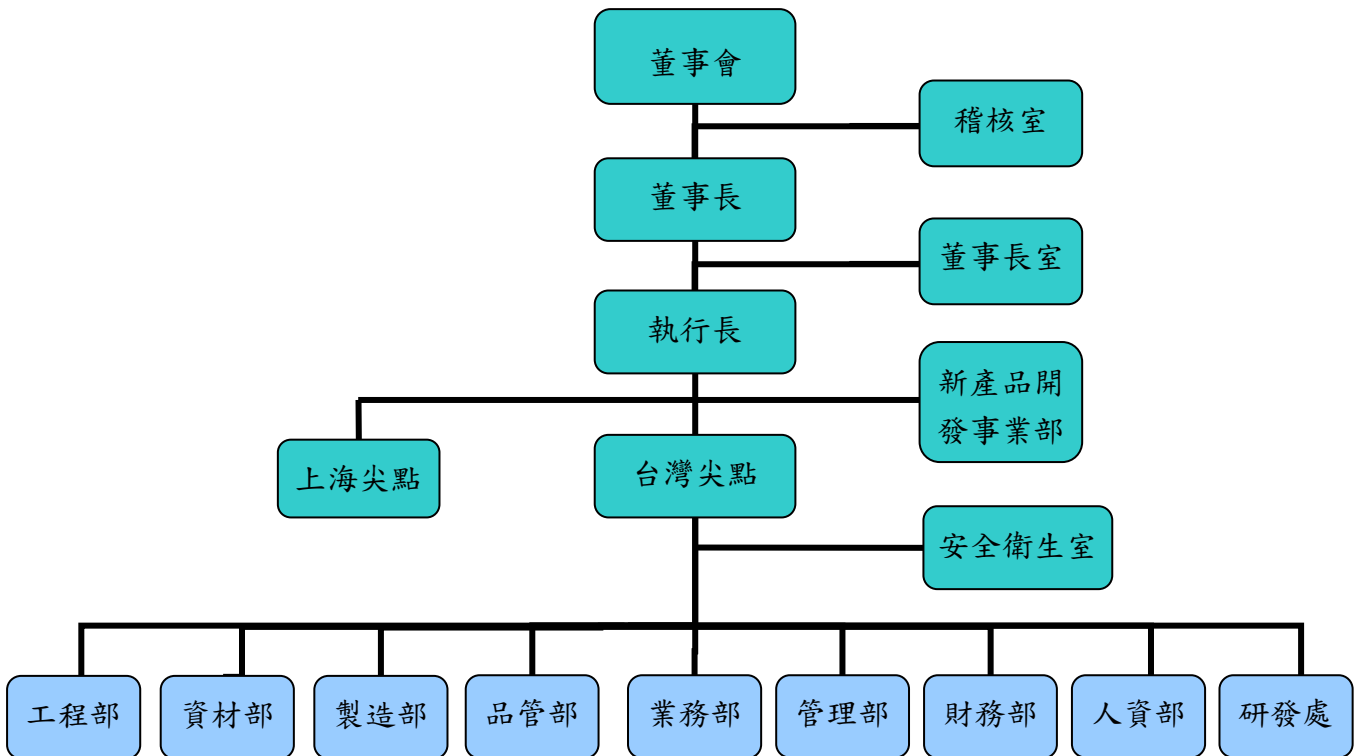 董事會
稽核室
董事長
董事長室
執行長
新產品開
發事業部
上海尖點
台灣尖點
安全衛生室
工程部
資材部
製造部
品管部
業務部
管理部
財務部
人資部
研發處